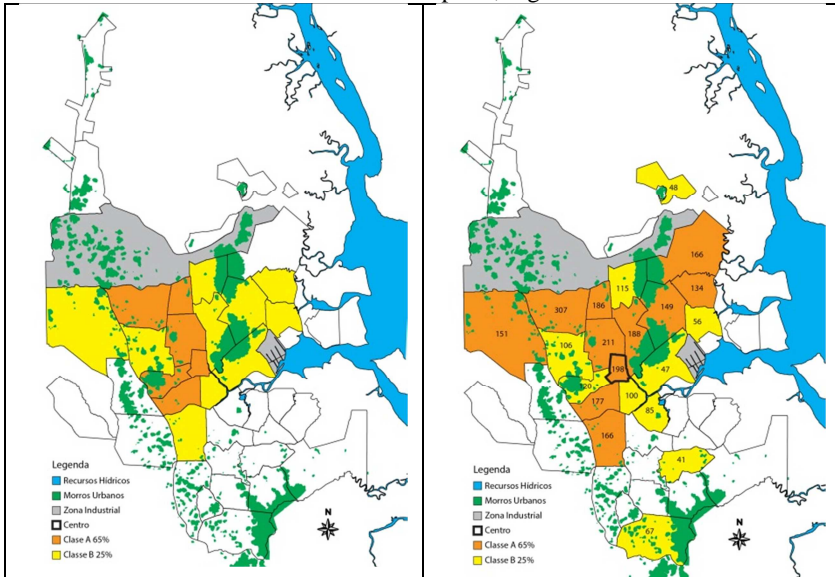 Legenda
Recursos Hídricos
Morros Urbanos
Zona Industrial
Centro
Classe A 65%
Classe B 25%
N
48
166
134
115
186
307
149
151
56
188
211
106
198
47
120
177
100
85
166
41
67
Legenda
Recursos Hídricos
Morros Urbanos
Zona Industrial
Centro
Classe A 65%
Classe B 25%
N